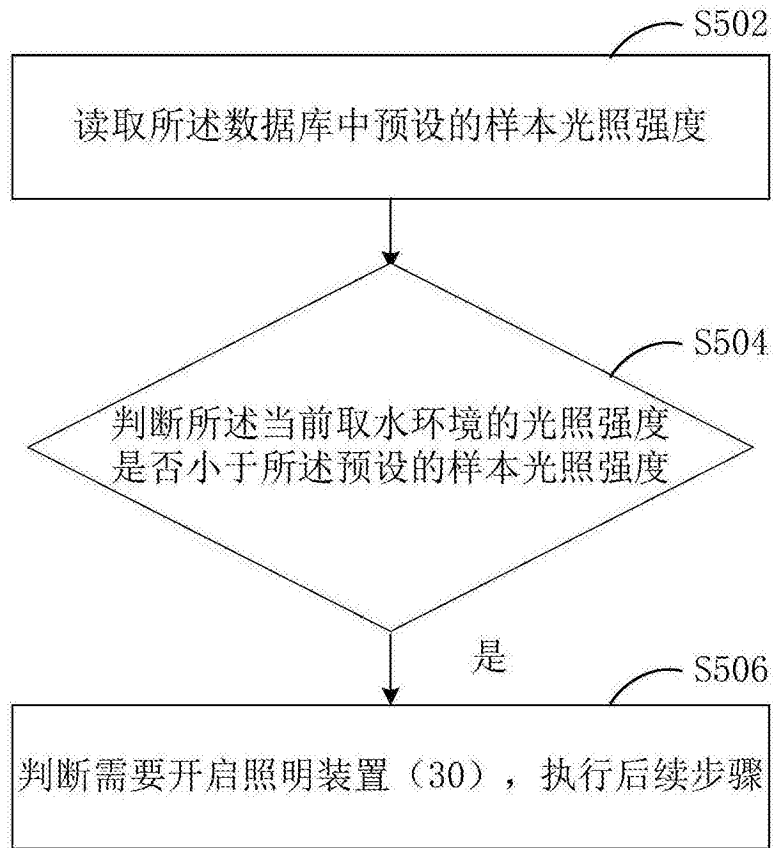 S502
读取所述数据库中预设的样本光照强度
S504
判断所述当前取水环境的光照强度
是否小于所述预设的样本光照强度
是
S506
判断需要开启照明装置（30），执行后续步骤